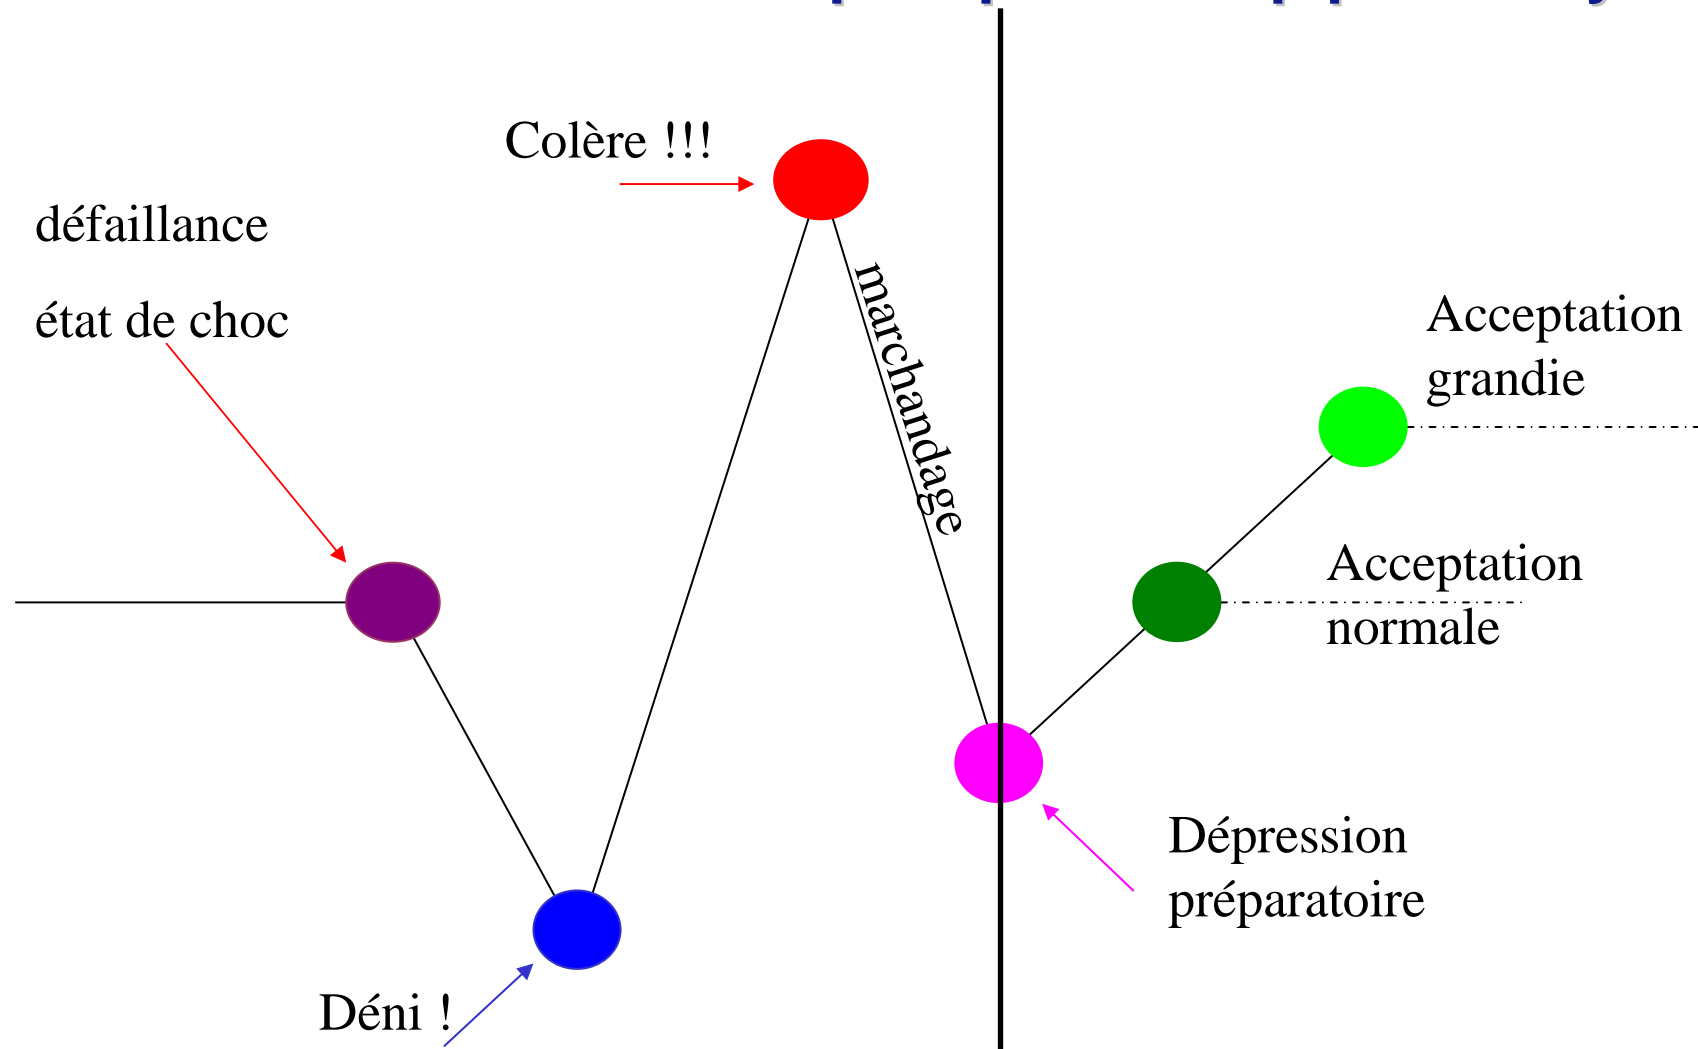 Colère !!!
défaillance
état de choc
marchandage
Acceptation
grandie
Acceptation
normale
Dépression
préparatoire
Déni !